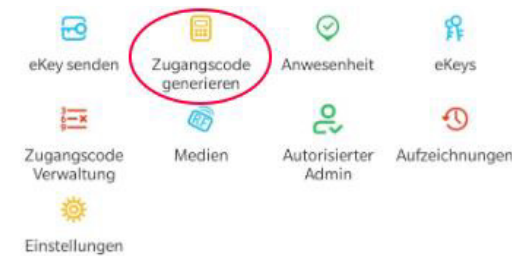 eKey senden
Zugangscode
generieren
Anwesenheit
eKeys
Zugangscode
Verwaltung
Medien
Autorisierter
Admin
Aufzeichnungen
Einstellungen